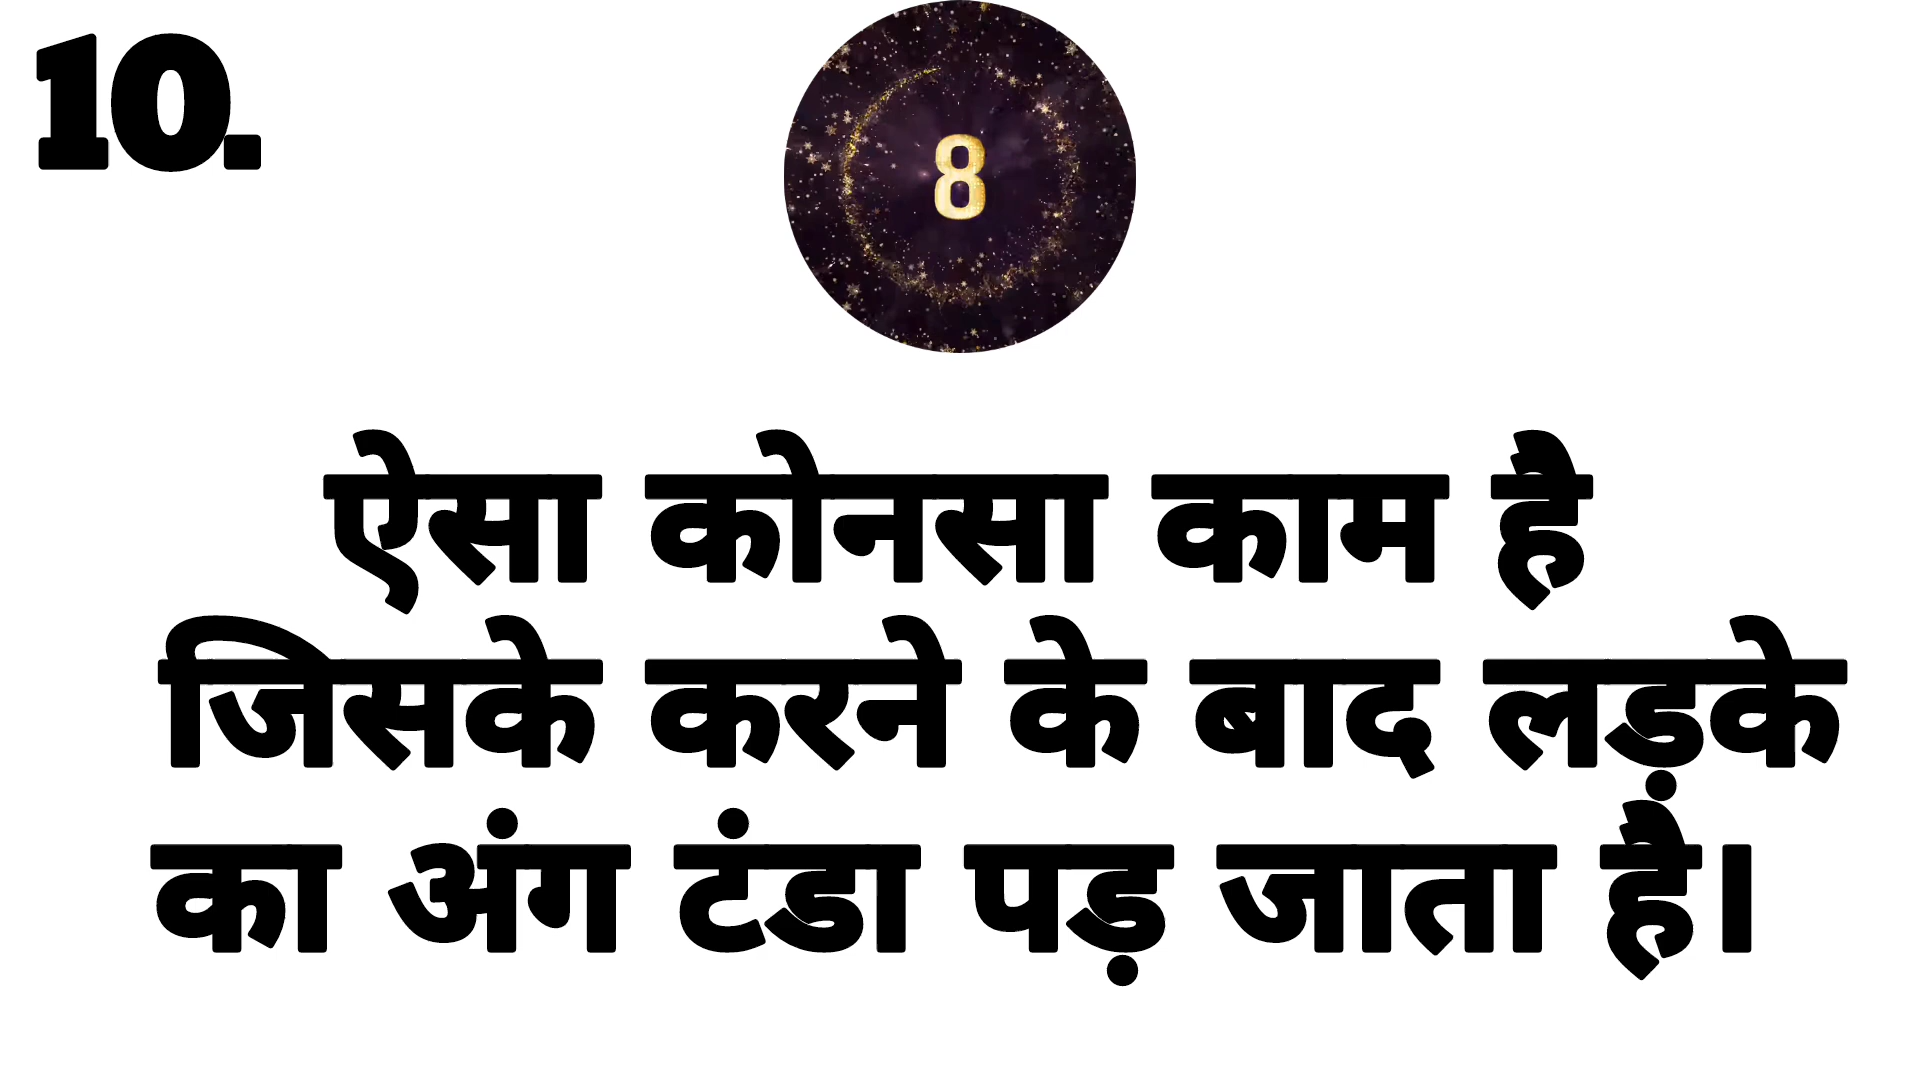 10.
8
ऐसा कोनसा काम है
जिसके करने के बाद लड़के
का अंग टंडा पड़ जाता है।